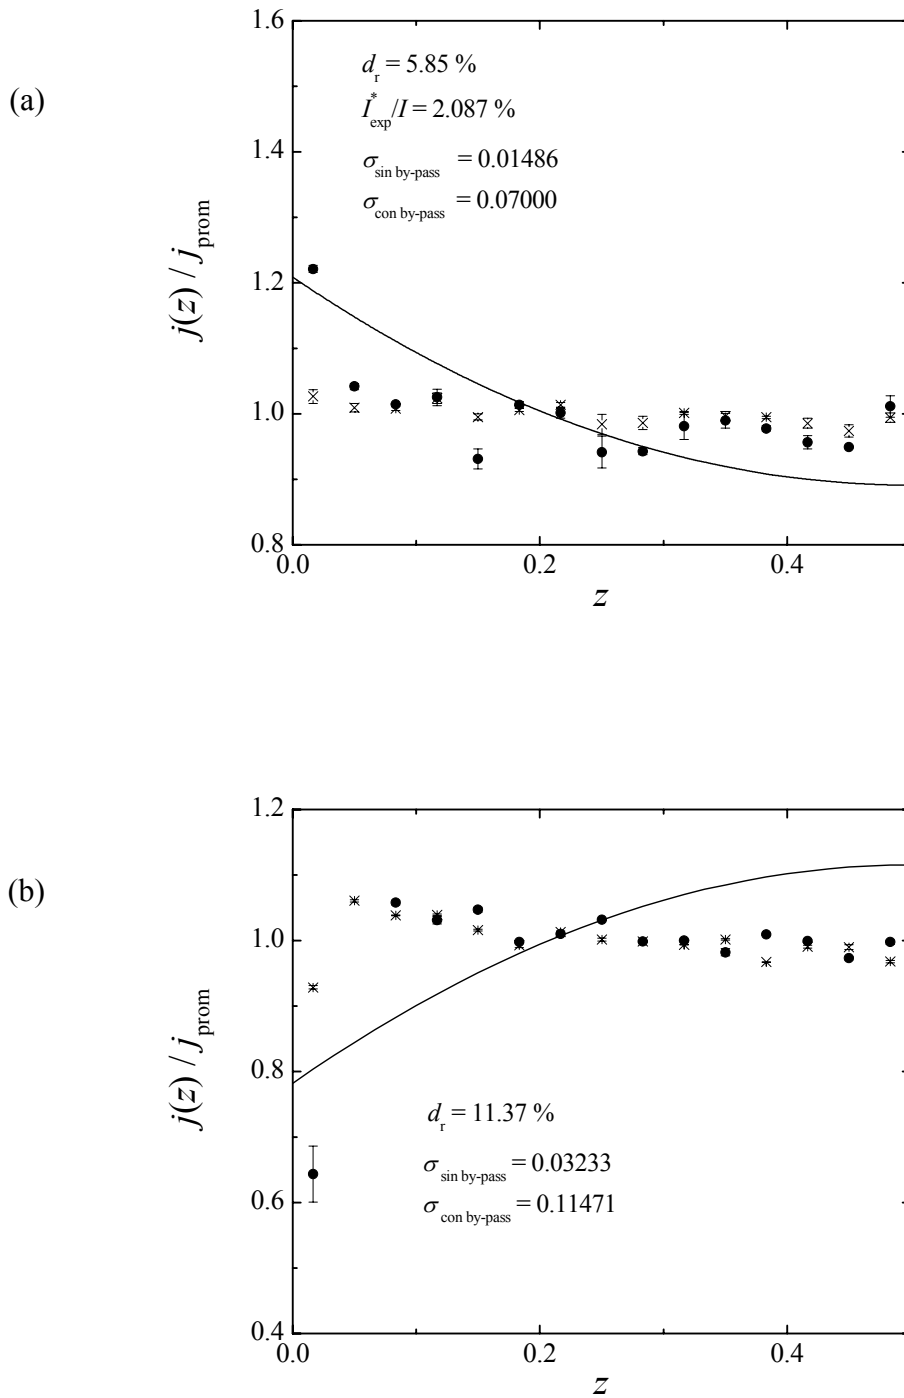 (a)
1.6
1.4
1.2
1.0
0.8
0.0
0.2
0.4
j(z) / j_prom
z
d_r = 5.85 %
I*_exp/I = 2.087 %
σ_sin by-pass = 0.01486
σ_con by-pass = 0.07000
(b)
1.2
1.0
0.8
0.6
0.4
0.0
0.2
0.4
j(z) / j_prom
z
d_r = 11.37 %
σ_sin by-pass = 0.03233
σ_con by-pass = 0.11471